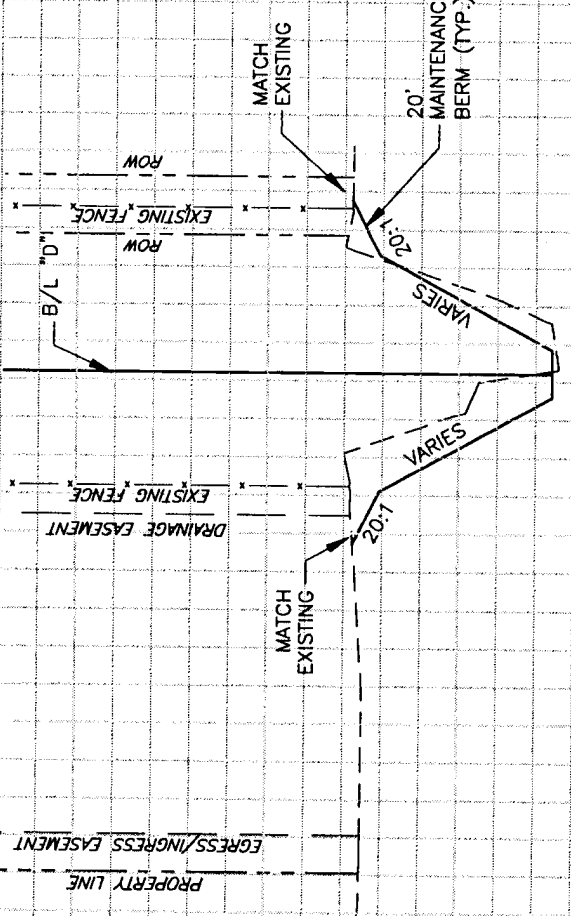 MATCH
EXISTING
20'
MAINTENANC
BERM (TYP.)
ROW
EXISTING FENCE
ROW
B/L "D"
20:1
VARIES
EXISTING FENCE
DRAINAGE EASEMENT
VARIES
20:1
MATCH
EXISTING
EGRESS/INGRESS EASEMENT
PROPERTY LINE